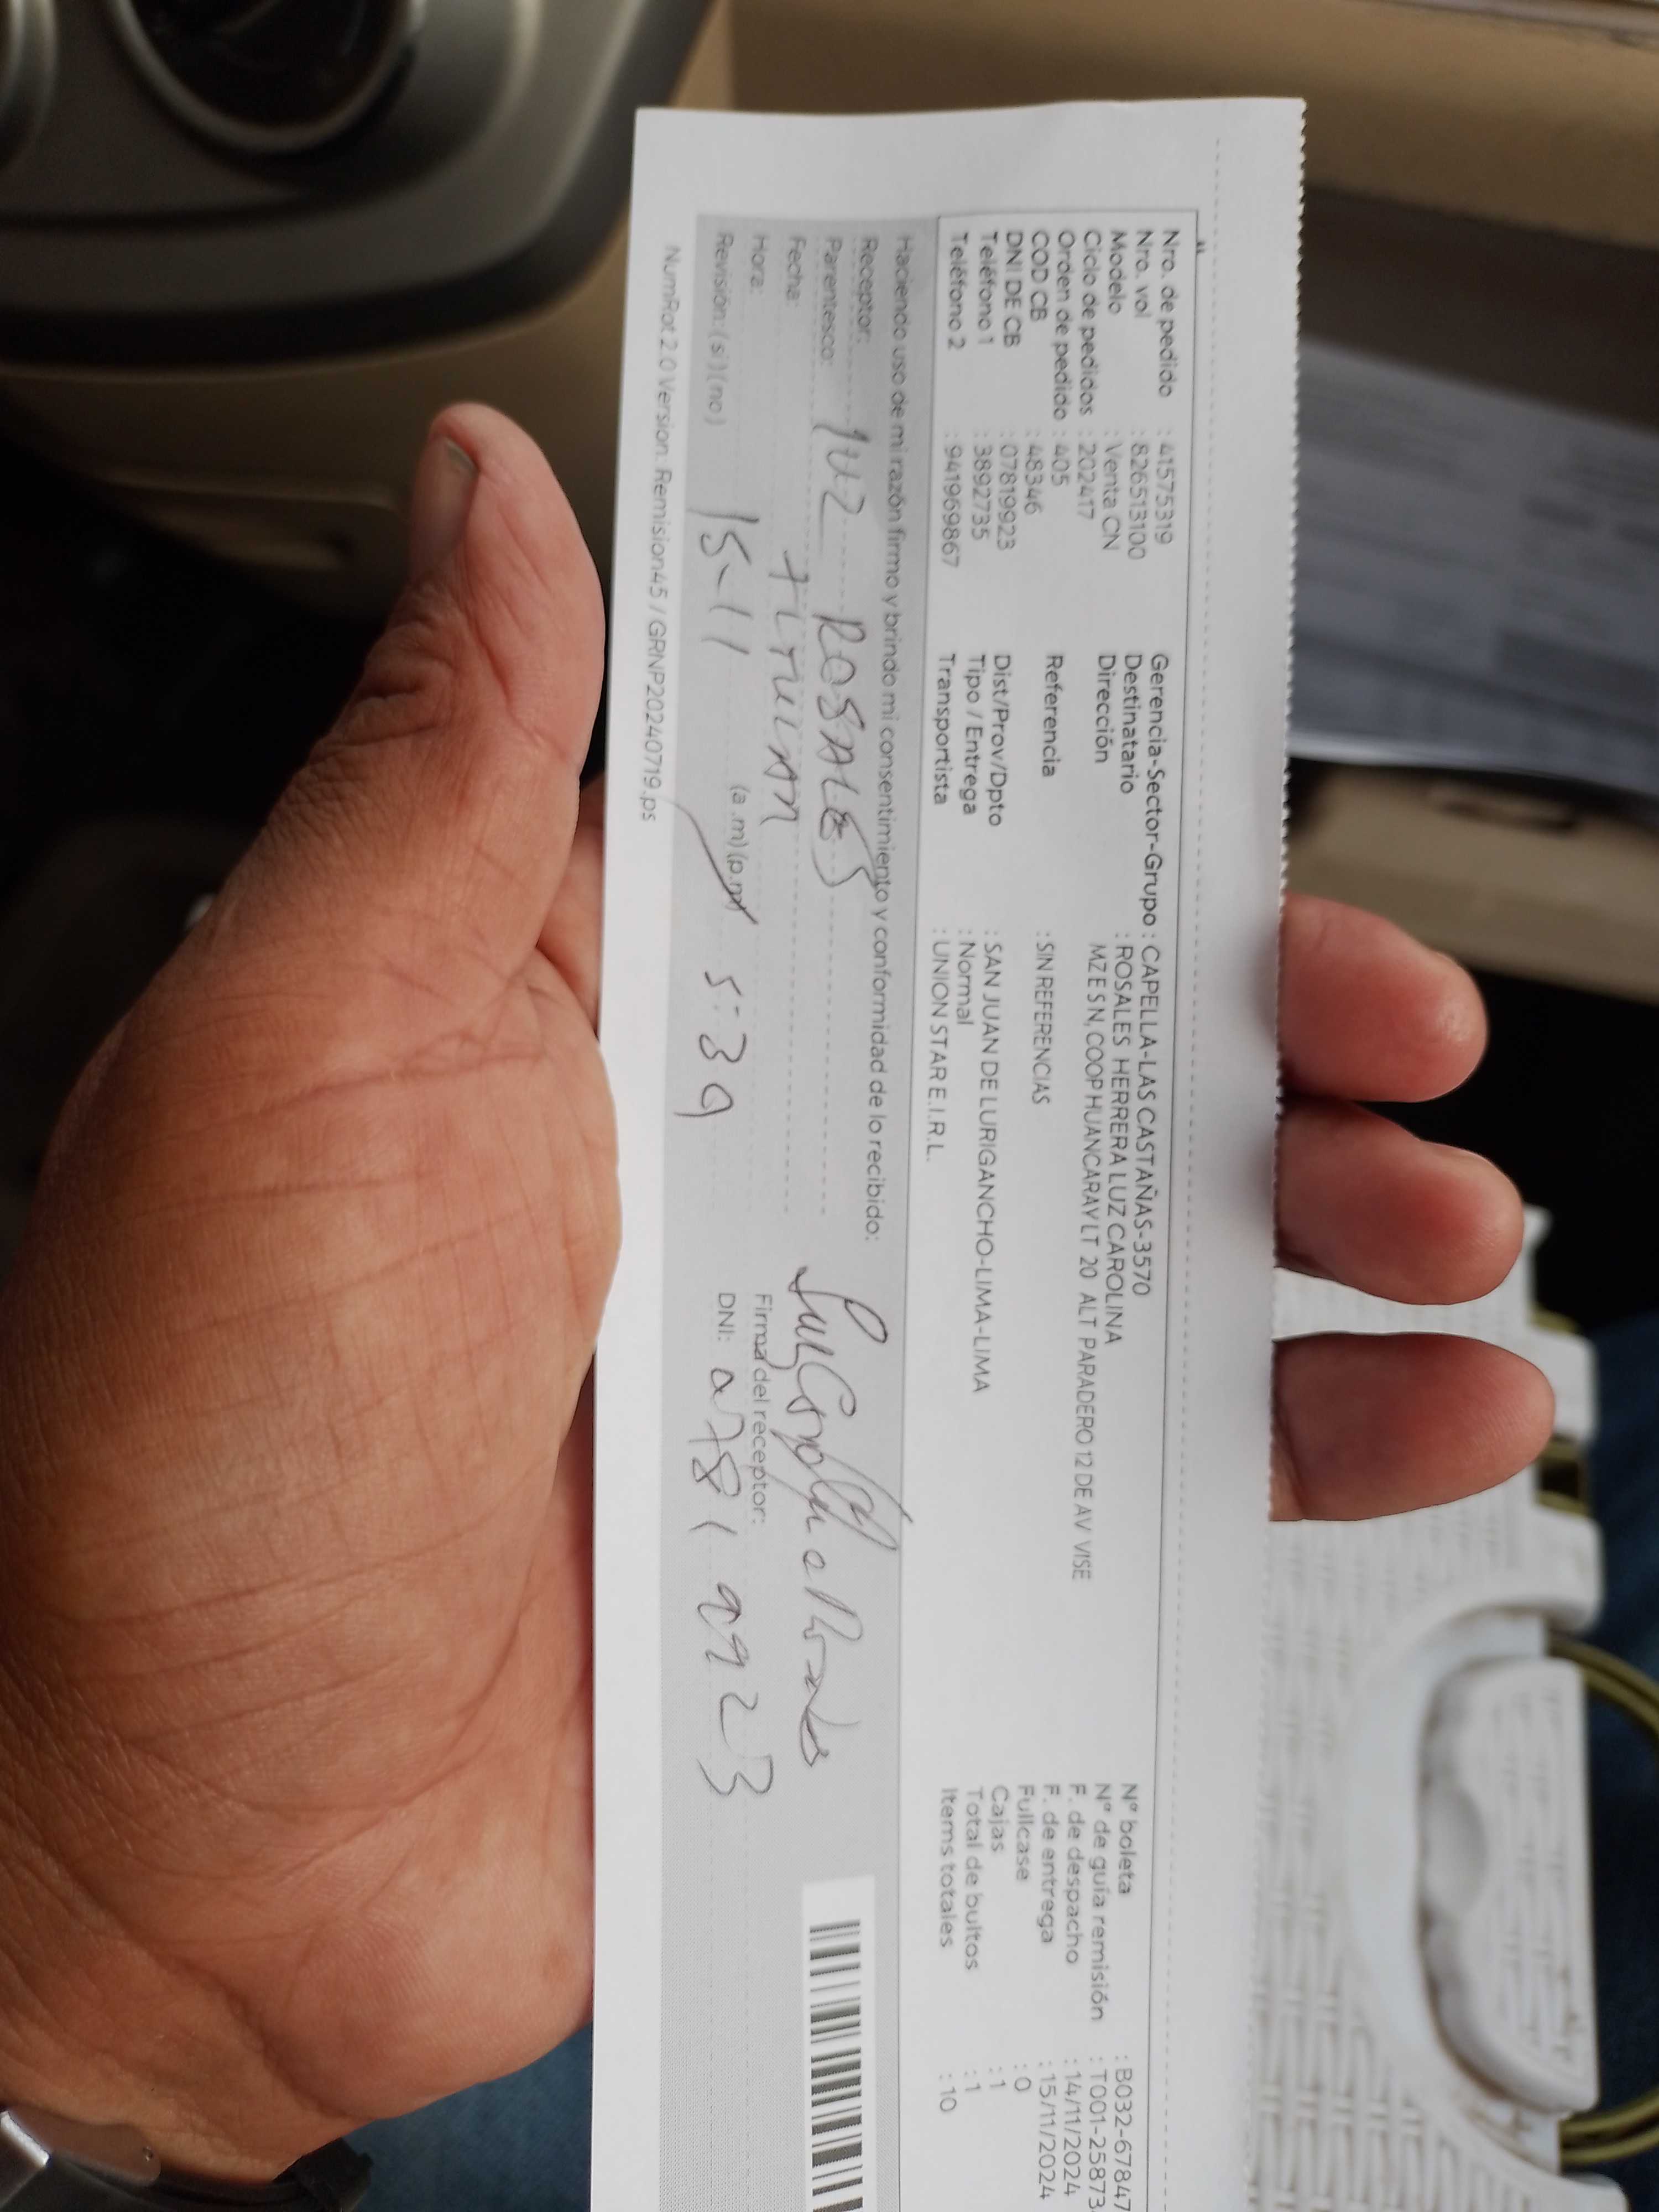 Nro. de pedido : 41575319
Nro. vol : 826513100
Modelo : Venta CN
Ciclo de pedidos : 202417
Orden de pedido : 405
COD CB : 48346
DNI DE CB : 07819923
Teléfono 1 : 3892735
Teléfono 2 : 941969867
Gerencia-Sector-Grupo : CAPELLA-LAS CASTAÑAS-3570
Destinatario : ROSALES HERRERA LUZ CAROLINA
Dirección MZ E S N, COOP HUANCARAY LT 20 ALT PARADERO 12 DE AV VISE
Referencia : SIN REFERENCIAS
Dist/Prov/Dpto : SAN JUAN DE LURIGANCHO-LIMA-LIMA
Tipo / Entrega : Normal
Transportista : UNION STAR E.I.R.L.
N° boleta : B032-67847
N° de guía remisión : T001-25873
F. de despacho : 14/11/2024
F. de entrega : 15/11/2024
Fullcase : 0
Cajas : 1
Total de bultos : 1
Items totales : 10
Haciendo uso de mi razón firmo y brindo mi consentimiento y conformidad de lo recibido:
Receptor: LUZ ROSALES
Parentesco: TITULAR
Fecha: 15-11
Hora: (a.m)(p.m) 5:39
Revisión: (si)(no)
Firma del receptor:
DNI: 07819923
NumRot 2.0 Version. Remision45 / GRNP20240719.ps